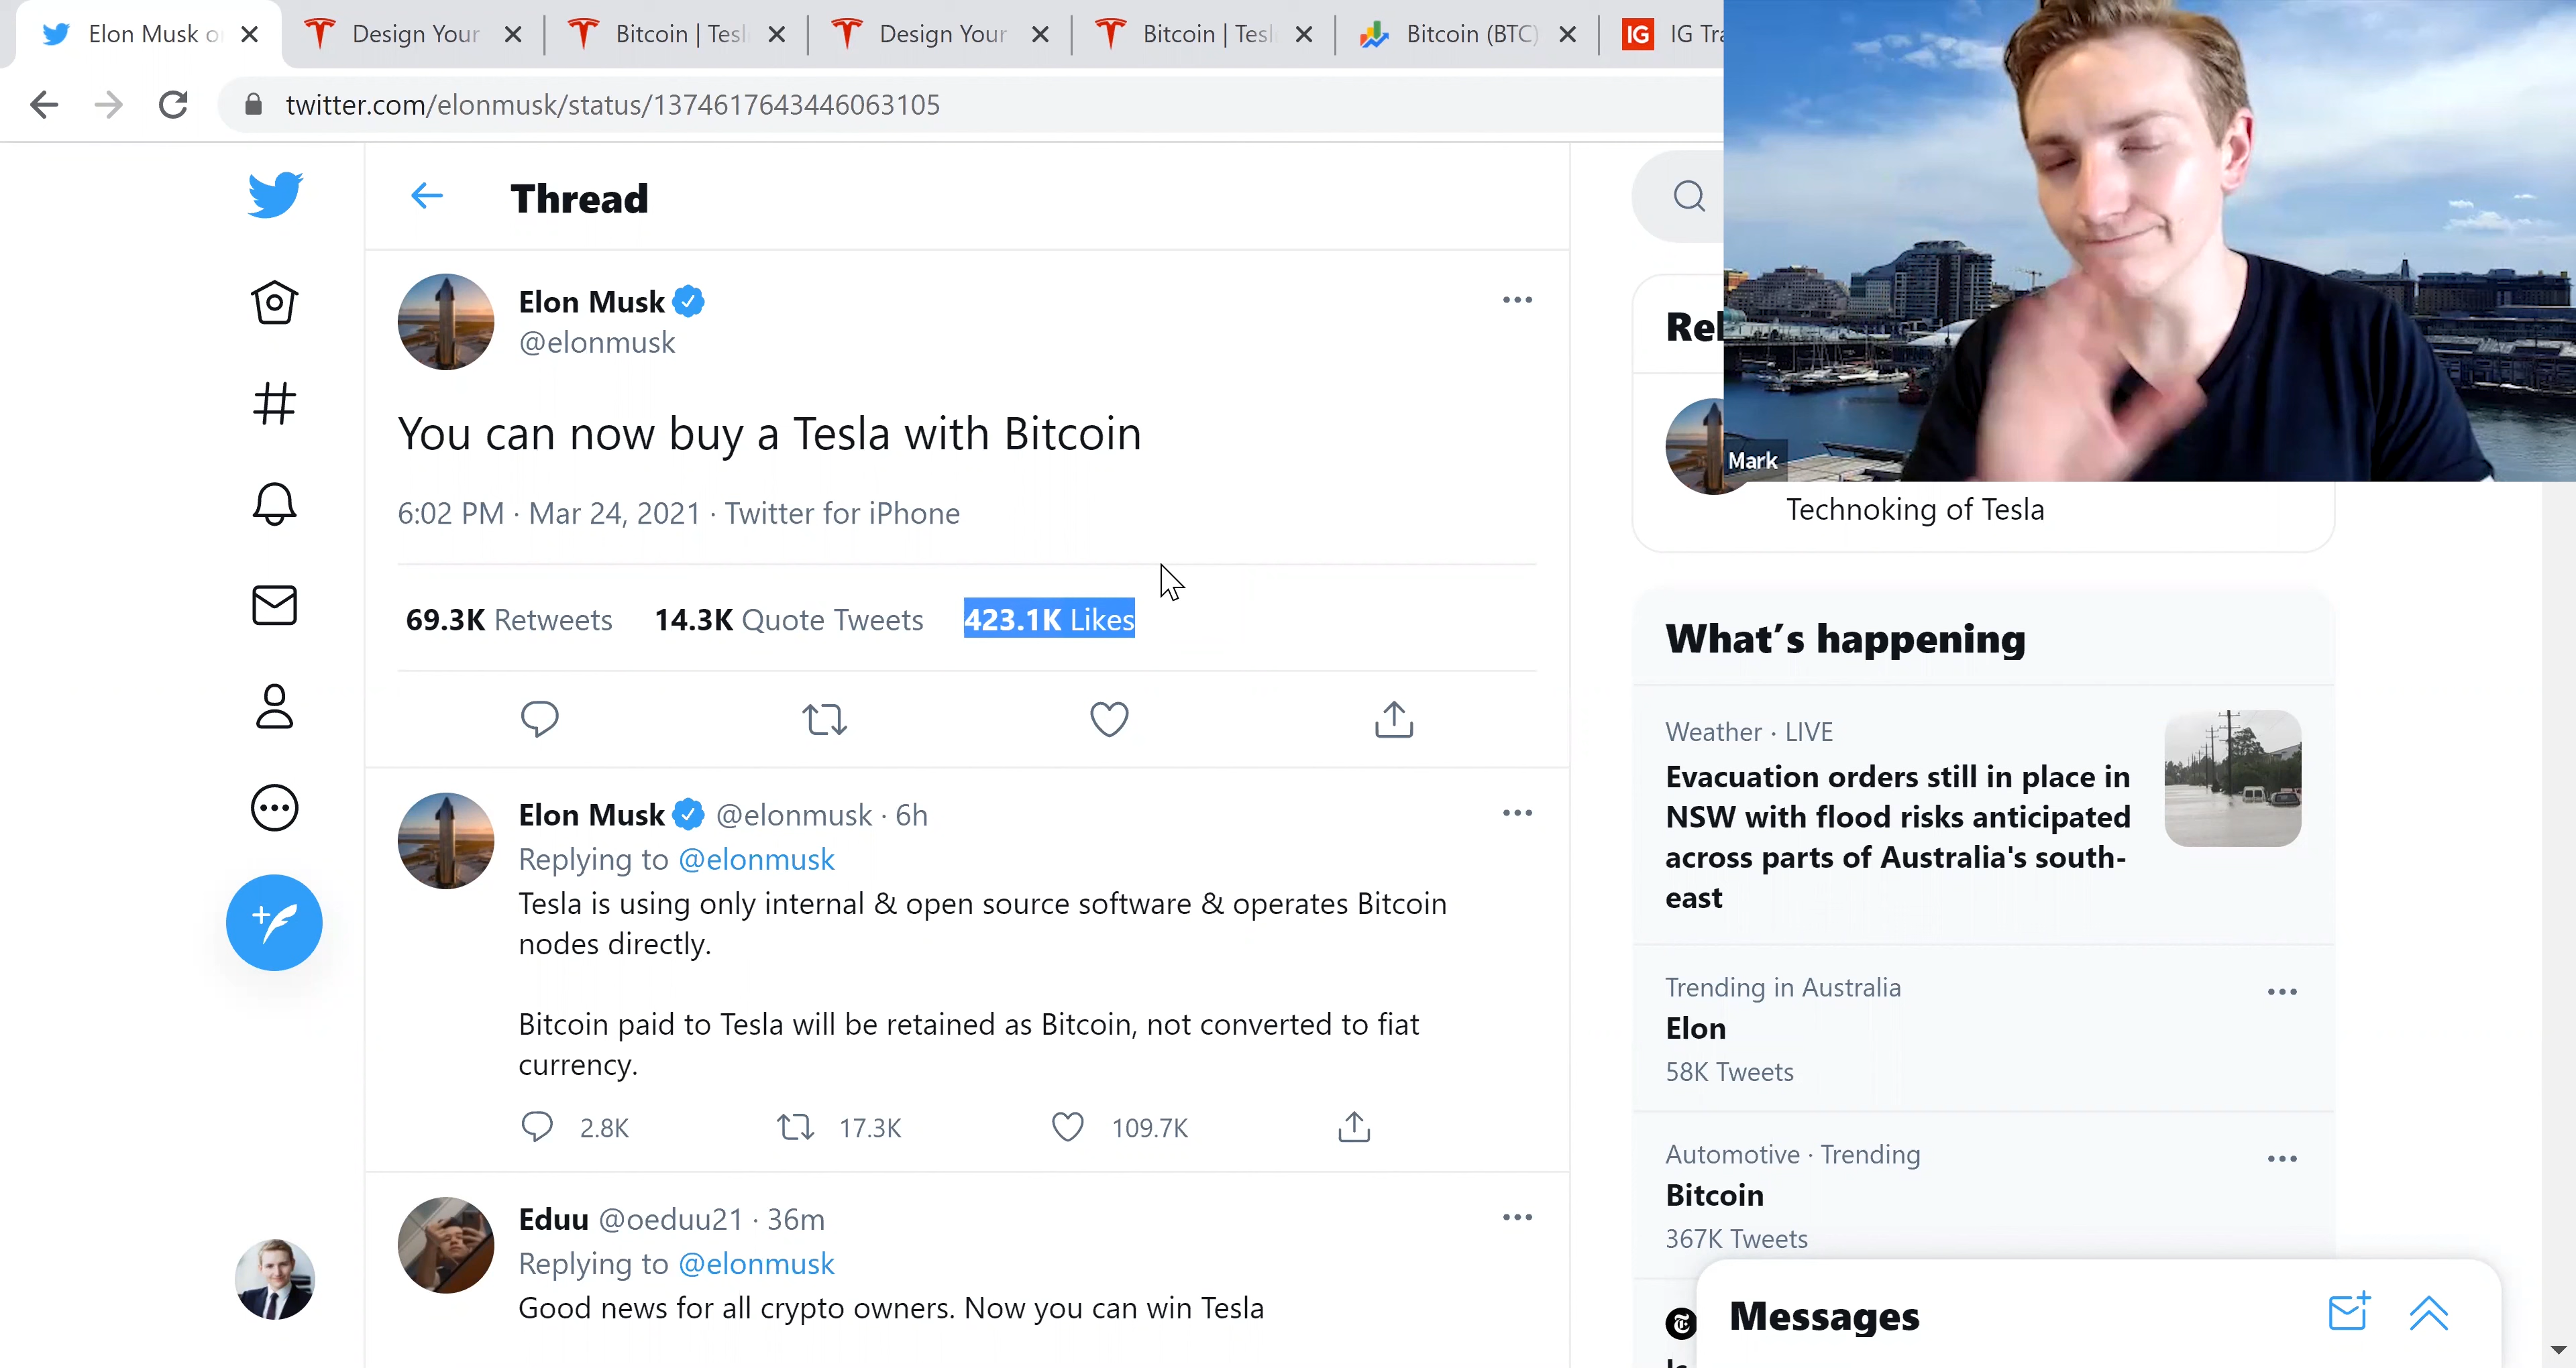 Elon Musk o
Design Your
Bitcoin | Tesl
Design Your
Bitcoin | Tesl
Bitcoin (BTC)
IG
IG Tra
twitter.com/elonmusk/status/1374617643446063105
Thread
Elon Musk
@elonmusk
You can now buy a Tesla with Bitcoin
6:02 PM · Mar 24, 2021 · Twitter for iPhone
69.3K Retweets 14.3K Quote Tweets 423.1K Likes
Elon Musk @elonmusk · 6h
Replying to @elonmusk
Tesla is using only internal & open source software & operates Bitcoin
nodes directly.
Bitcoin paid to Tesla will be retained as Bitcoin, not converted to fiat
currency.
2.8K 17.3K 109.7K
Eduu @oeduu21 · 36m
Replying to @elonmusk
Good news for all crypto owners. Now you can win Tesla
Rel
Mark
Technoking of Tesla
What's happening
Weather · LIVE
Evacuation orders still in place in
NSW with flood risks anticipated
across parts of Australia's south-
east
Trending in Australia
Elon
58K Tweets
Automotive · Trending
Bitcoin
367K Tweets
Messages